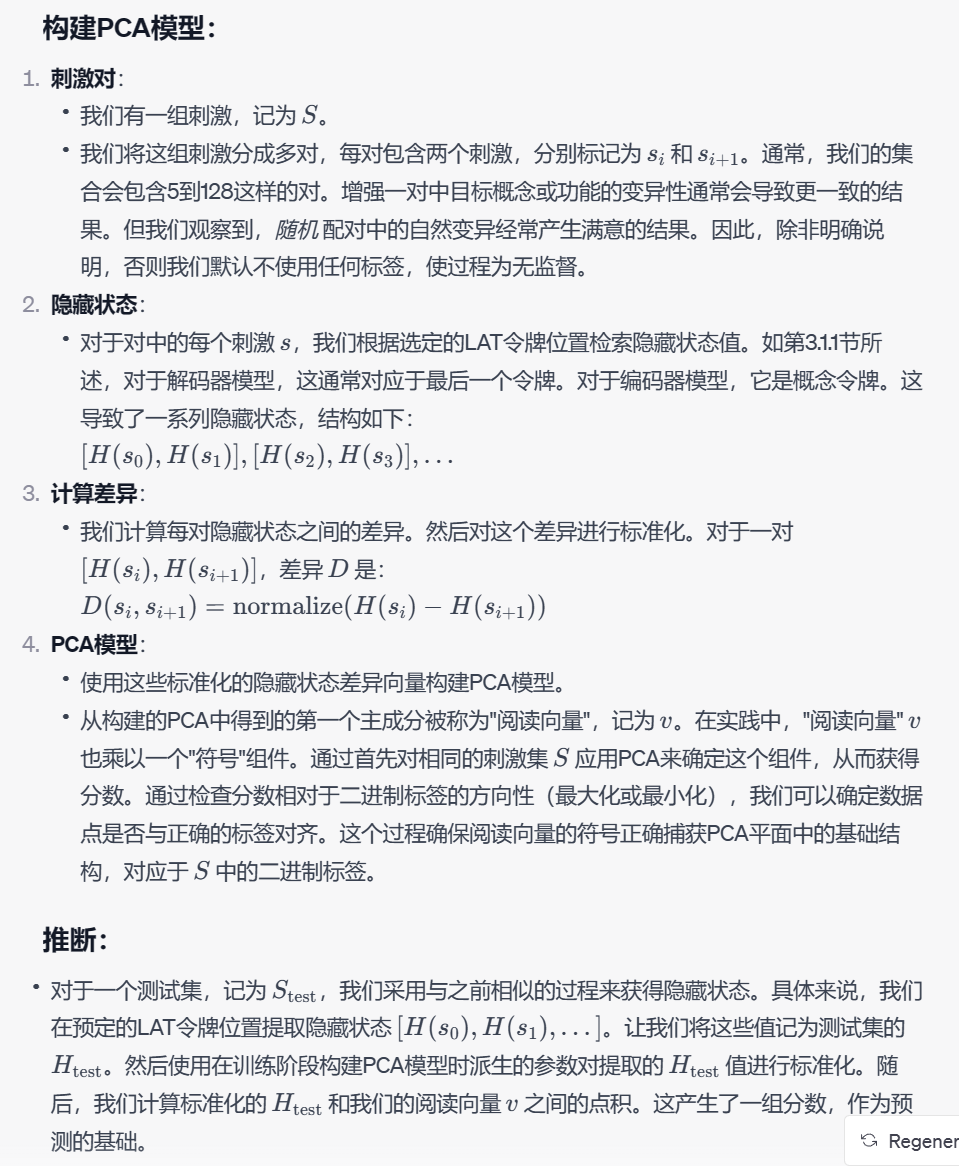 构建PCA模型：
1. 刺激对：
• 我们有一组刺激，记为 S。
• 我们将这组刺激分成多对，每对包含两个刺激，分别标记为 s_i 和 s_{i+1}。通常，我们的集
合会包含5到128这样的对。增强一对中目标概念或功能的变异性通常会导致更一致的结
果。但我们观察到，随机 配对中的自然变异经常产生满意的结果。因此，除非明确说
明，否则我们默认不使用任何标签，使过程为无监督。
2. 隐藏状态：
• 对于对中的每个刺激 s，我们根据选定的LAT令牌位置检索隐藏状态值。如第3.1.1节所
述，对于解码器模型，这通常对应于最后一个令牌。对于编码器模型，它是概念令牌。这
导致了一系列隐藏状态，结构如下：
[H(s_0), H(s_1)], [H(s_2), H(s_3)], ...
3. 计算差异：
• 我们计算每对隐藏状态之间的差异。然后对这个差异进行标准化。对于一对
[H(s_i), H(s_{i+1})]，差异 D 是：
D(s_i, s_{i+1}) = normalize(H(s_i) − H(s_{i+1}))
4. PCA模型：
• 使用这些标准化的隐藏状态差异向量构建PCA模型。
• 从构建的PCA中得到的第一个主成分被称为"阅读向量"，记为 v。在实践中，"阅读向量" v
也乘以一个"符号"组件。通过首先对相同的刺激集 S 应用PCA来确定这个组件，从而获得
分数。通过检查分数相对于二进制标签的方向性（最大化或最小化），我们可以确定数据
点是否与正确的标签对齐。这个过程确保阅读向量的符号正确捕获PCA平面中的基础结
构，对应于 S 中的二进制标签。
推断：
• 对于一个测试集，记为 S_test，我们采用与之前相似的过程来获得隐藏状态。具体来说，我们
在预定的LAT令牌位置提取隐藏状态 [H(s_0), H(s_1), ...]。让我们将这些值记为测试集的
H_test。然后使用在训练阶段构建PCA模型时派生的参数对提取的 H_test 值进行标准化。随
后，我们计算标准化的 H_test 和我们的阅读向量 v 之间的点积。这产生了一组分数，作为预
测的基础。
Regener